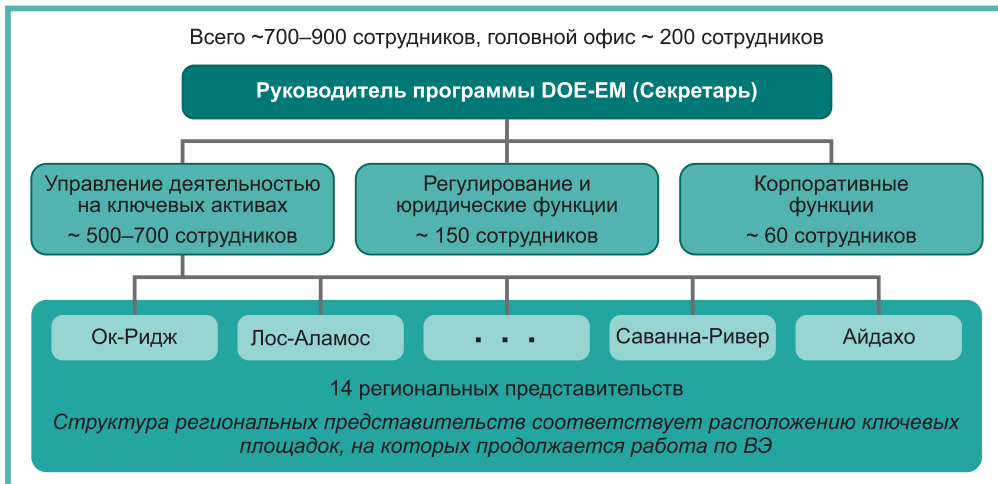 Всего ~700–900 сотрудников, головной офис ~ 200 сотрудников
Руководитель программы DOE-EM (Секретарь)
Управление деятельностью
на ключевых активах
~ 500–700 сотрудников
Регулирование и
юридические функции
~ 150 сотрудников
Корпоративные
функции
~ 60 сотрудников
Ок-Ридж
Лос-Аламос
. . .
Саванна-Ривер
Айдахо
14 региональных представительств
Структура региональных представительств соответствует расположению ключевых
площадок, на которых продолжается работа по ВЭ